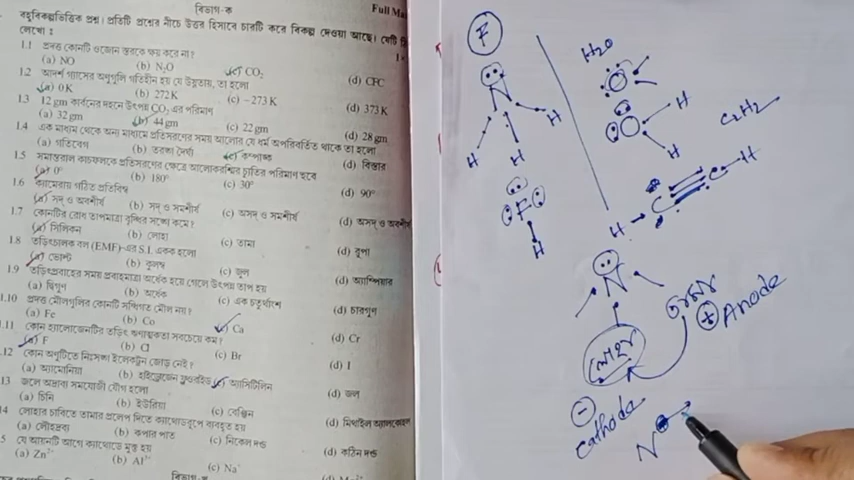 বিভাগ-ক
Full Ma
বহুবিকল্পভিত্তিক প্রশ্ন। প্রতিটি প্রশ্নের নীচে উত্তর হিসাবে চারটি করে বিকল্প দেওয়া আছে।
লেখো :
1.1 প্রদত্ত কোনটি ওজোন স্তরকে ক্ষয় করে না?
(a) NO (b) N₂O (c) CO₂ (d) CFC
1.2 আদর্শ গ্যাসের অণুগুলি গতিহীন হয় যে উষ্ণতায়, তা হলো
(a) 0K (b) 272 K (c) −273 K (d) 373 K
1.3 12 gm কার্বনের দহনে উৎপন্ন CO₂ এর পরিমাণ
(a) 32 gm (b) 44 gm (c) 22 gm (d) 28 gm
1.4 এক মাধ্যম থেকে অন্য মাধ্যমে প্রতিসরণের সময় আলোর যে ধর্ম অপরিবর্তিত থাকে তা হলো
(a) গতিবেগ (b) তরঙ্গ দৈর্ঘ্য (c) কম্পাঙ্ক (d) বিস্তার
1.5 সমান্তরাল কাচফলকে প্রতিসরণের ক্ষেত্রে আলোকরশ্মির চ্যুতির পরিমাণ হবে
(a) 0° (b) 180° (c) 30° (d) 90°
1.6 ক্যামেরায় গঠিত প্রতিবিম্ব
(a) সদ্ ও অবশীর্ষ (b) সদ্ ও সমশীর্ষ (c) অসদ্ ও সমশীর্ষ (d) অসদ্ ও অবশীর্ষ
1.7 কোনটির রোধ তাপমাত্রা বৃদ্ধির সঙ্গে কমে?
(a) সিলিকন (b) লোহা (c) তামা (d) রূপা
1.8 তড়িৎচালক বল (EMF)-এর S.I. একক হলো
(a) ভোল্ট (b) কুলম্ব (c) জুল (d) অ্যাম্পিয়ার
1.9 তড়িৎপ্রবাহের সময় প্রবাহমাত্রা অর্ধেক হয়ে গেলে উৎপন্ন তাপ হয়
(a) দ্বিগুণ (b) অর্ধেক (c) এক চতুর্থাংশ (d) চারগুণ
1.10 প্রদত্ত মৌলগুলির কোনটি সন্ধিগত মৌল নয়?
(a) Fe (b) Co (c) Ca (d) Cr
1.11 কোন হ্যালোজেনটির তড়িৎ ঋণাত্মকতা সবচেয়ে কম?
(a) F (b) Cl (c) Br (d) I
12 কোন অণুটিতে নিঃসঙ্গ ইলেকট্রন জোড় নেই?
(a) অ্যামোনিয়া (b) হাইড্রোজেন ফ্লুওরাইড (c) অ্যাসিটিলিন (d) জল
13 জলে অদ্রাব্য সমযোজী যৌগ হলো
(a) চিনি (b) ইউরিয়া (c) বেঞ্জিন (d) মিথাইল অ্যালকোহল
14 লোহার চাবিতে তামার প্রলেপ দিতে ক্যাথোডরূপে ব্যবহৃত হয়
(a) লৌহদ্রব্য (b) কপার পাত (c) নিকেল দণ্ড (d) কঠিন দণ্ড
5 যে আয়নটি আগে ক্যাথোডে মুক্ত হয়
(a) Zn²⁺ (b) Al³⁺ (c) Na⁺
বিভাগ-খ
F
H₂O
N
H H H
O
H
H
C₂H₂
F
H
H C C H
N
লোহার
⊕ Anode
⊖
Cathode
N